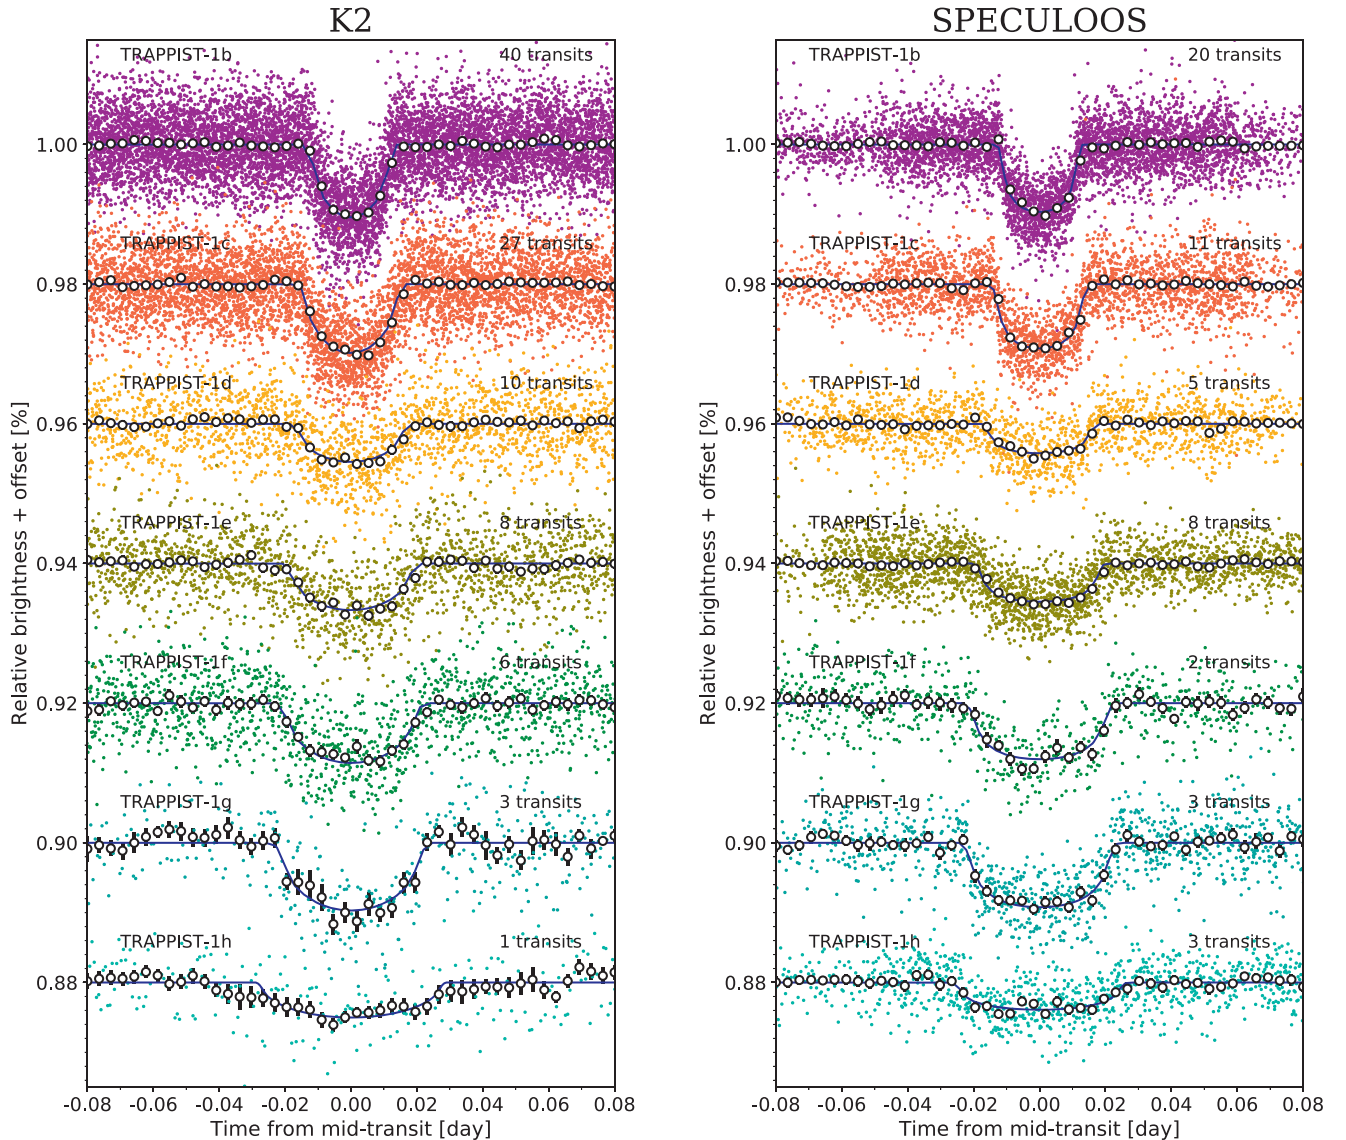 K2
SPECULOOS
TRAPPIST-1b
40 transits
TRAPPIST-1c
27 transits
TRAPPIST-1d
10 transits
TRAPPIST-1e
8 transits
TRAPPIST-1f
6 transits
TRAPPIST-1g
3 transits
TRAPPIST-1h
1 transits
1.00
0.98
0.96
0.94
0.92
0.90
0.88
Relative brightness + offset [%]
-0.08 -0.06 -0.04 -0.02 0.00 0.02 0.04 0.06 0.08
Time from mid-transit [day]
TRAPPIST-1b
20 transits
TRAPPIST-1c
11 transits
TRAPPIST-1d
5 transits
TRAPPIST-1e
8 transits
TRAPPIST-1f
2 transits
TRAPPIST-1g
3 transits
TRAPPIST-1h
3 transits
1.00
0.98
0.96
0.94
0.92
0.90
0.88
Relative brightness + offset [%]
-0.08 -0.06 -0.04 -0.02 0.00 0.02 0.04 0.06 0.08
Time from mid-transit [day]